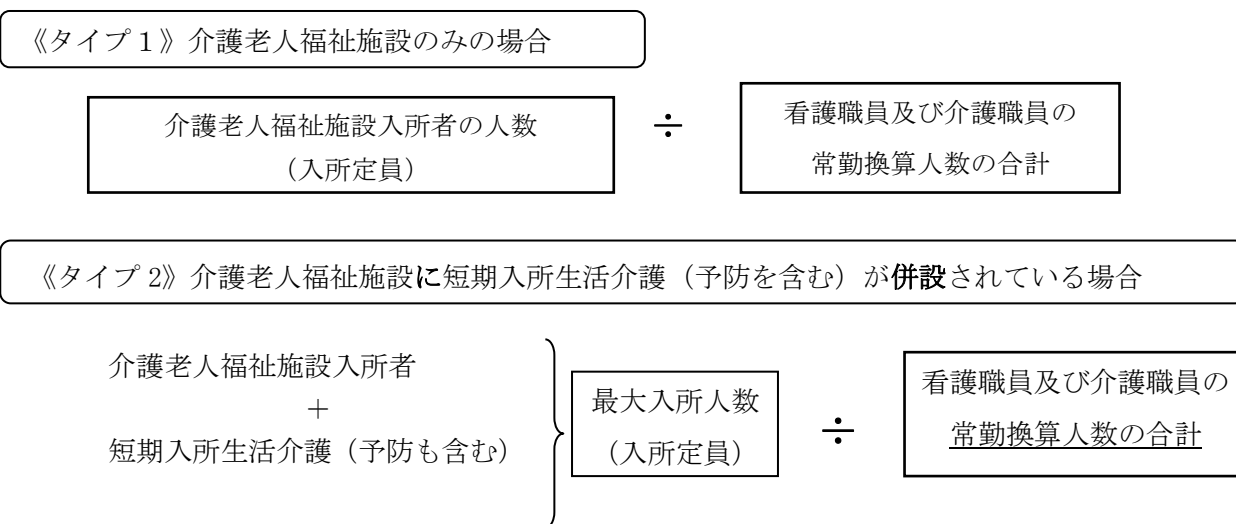 《タイプ１》介護老人福祉施設のみの場合
介護老人福祉施設入所者の人数
（入所定員）
÷
看護職員及び介護職員の
常勤換算人数の合計
《タイプ 2》介護老人福祉施設に短期入所生活介護（予防を含む）が併設されている場合
介護老人福祉施設入所者
＋
短期入所生活介護（予防も含む）
最大入所人数
（入所定員）
÷
看護職員及び介護職員の
常勤換算人数の合計